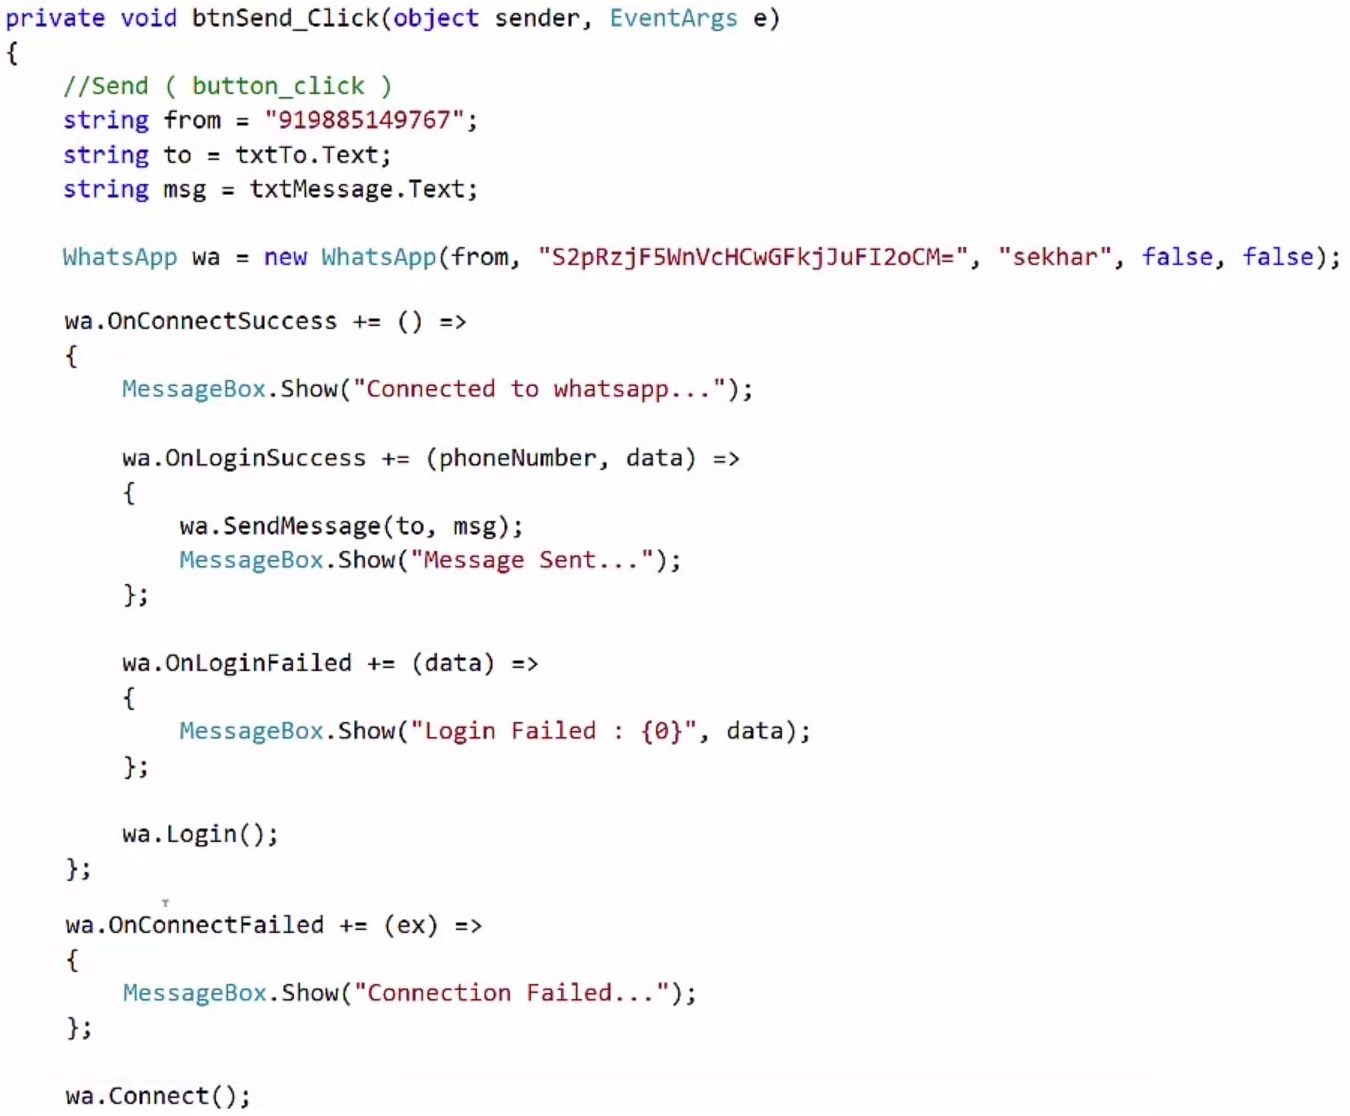 private void btnSend_Click(object sender, EventArgs e)
{
    //Send ( button_click )
    string from = "919885149767";
    string to = txtTo.Text;
    string msg = txtMessage.Text;

    WhatsApp wa = new WhatsApp(from, "S2pRzjF5WnVcHCwGFkjJuFI2oCM=", "sekhar", false, false);

    wa.OnConnectSuccess += () =>
    {
        MessageBox.Show("Connected to whatsapp...");

        wa.OnLoginSuccess += (phoneNumber, data) =>
        {
            wa.SendMessage(to, msg);
            MessageBox.Show("Message Sent...");
        };

        wa.OnLoginFailed += (data) =>
        {
            MessageBox.Show("Login Failed : {0}", data);
        };

        wa.Login();
    };

    wa.OnConnectFailed += (ex) =>
    {
        MessageBox.Show("Connection Failed...");
    };

    wa.Connect();